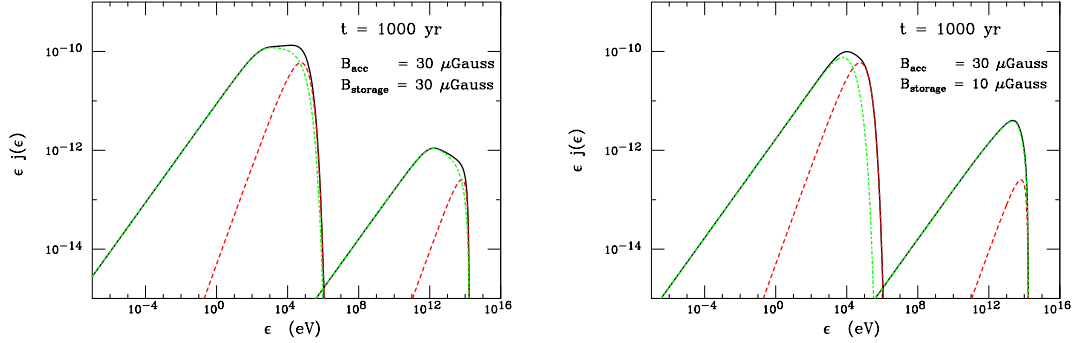 t = 1000 yr
B_acc = 30 μGauss
B_storage = 30 μGauss
10^−10
10^−12
10^−14
ϵ j(ϵ)
10^−4 10^0 10^4 10^8 10^12 10^16
ϵ (eV)
t = 1000 yr
B_acc = 30 μGauss
B_storage = 10 μGauss
10^−10
10^−12
10^−14
ϵ j(ϵ)
10^−4 10^0 10^4 10^8 10^12 10^16
ϵ (eV)